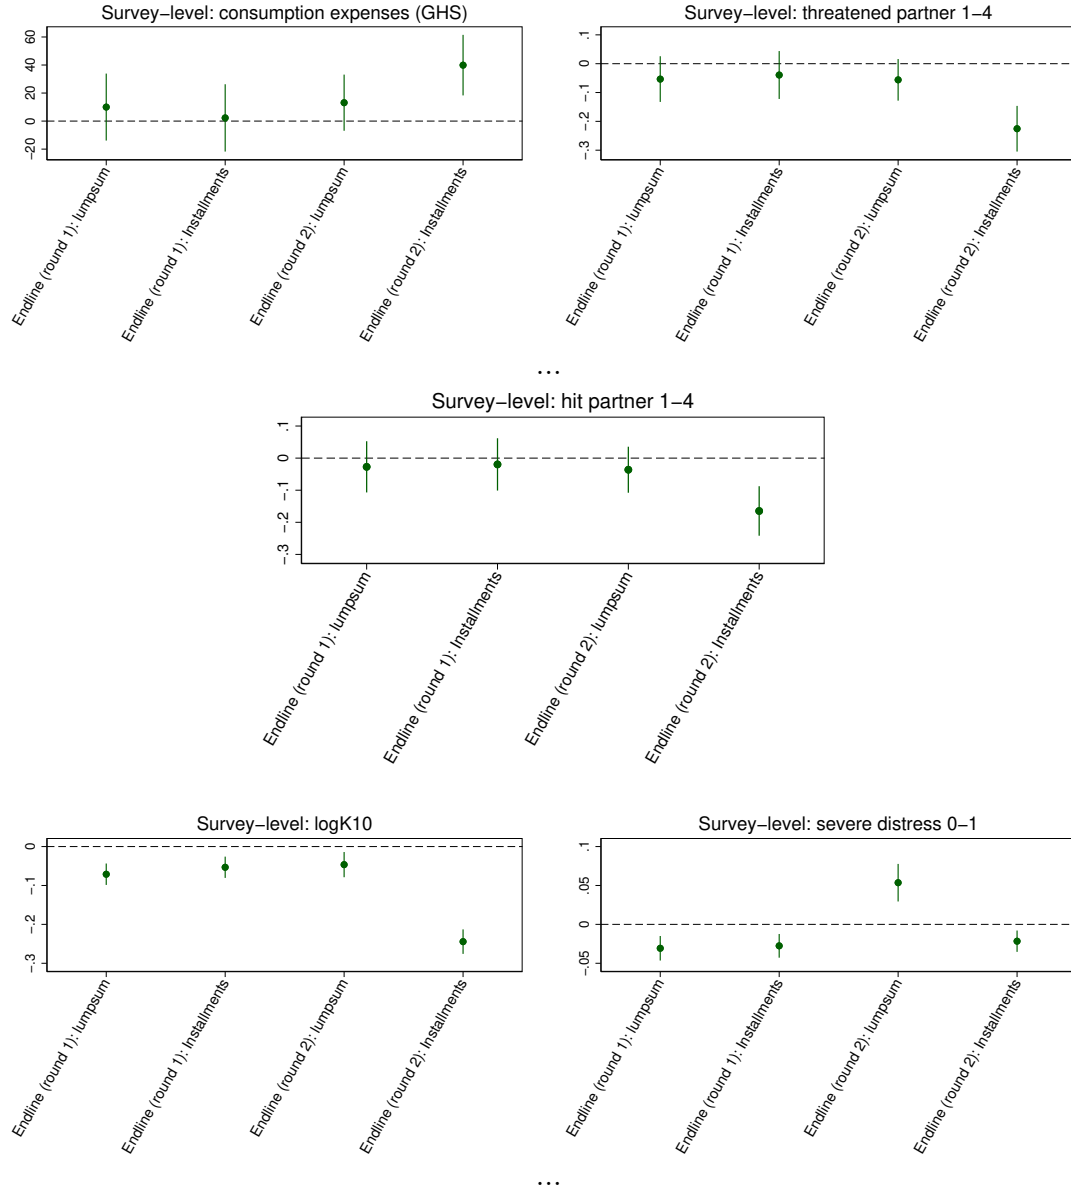 Survey−level: consumption expenses (GHS)
60
40
20
0
−20
Endline (round 1): lumpsum
Endline (round 1): Installments
Endline (round 2): lumpsum
Endline (round 2): Installments
Survey−level: threatened partner 1−4
.1
0
−.1
−.2
−.3
Endline (round 1): lumpsum
Endline (round 1): Installments
Endline (round 2): lumpsum
Endline (round 2): Installments
...
Survey−level: hit partner 1−4
.1
0
−.1
−.2
−.3
Endline (round 1): lumpsum
Endline (round 1): Installments
Endline (round 2): lumpsum
Endline (round 2): Installments
Survey−level: logK10
0
−.1
−.2
−.3
Endline (round 1): lumpsum
Endline (round 1): Installments
Endline (round 2): lumpsum
Endline (round 2): Installments
Survey−level: severe distress 0−1
.1
.05
0
−.05
Endline (round 1): lumpsum
Endline (round 1): Installments
Endline (round 2): lumpsum
Endline (round 2): Installments
...